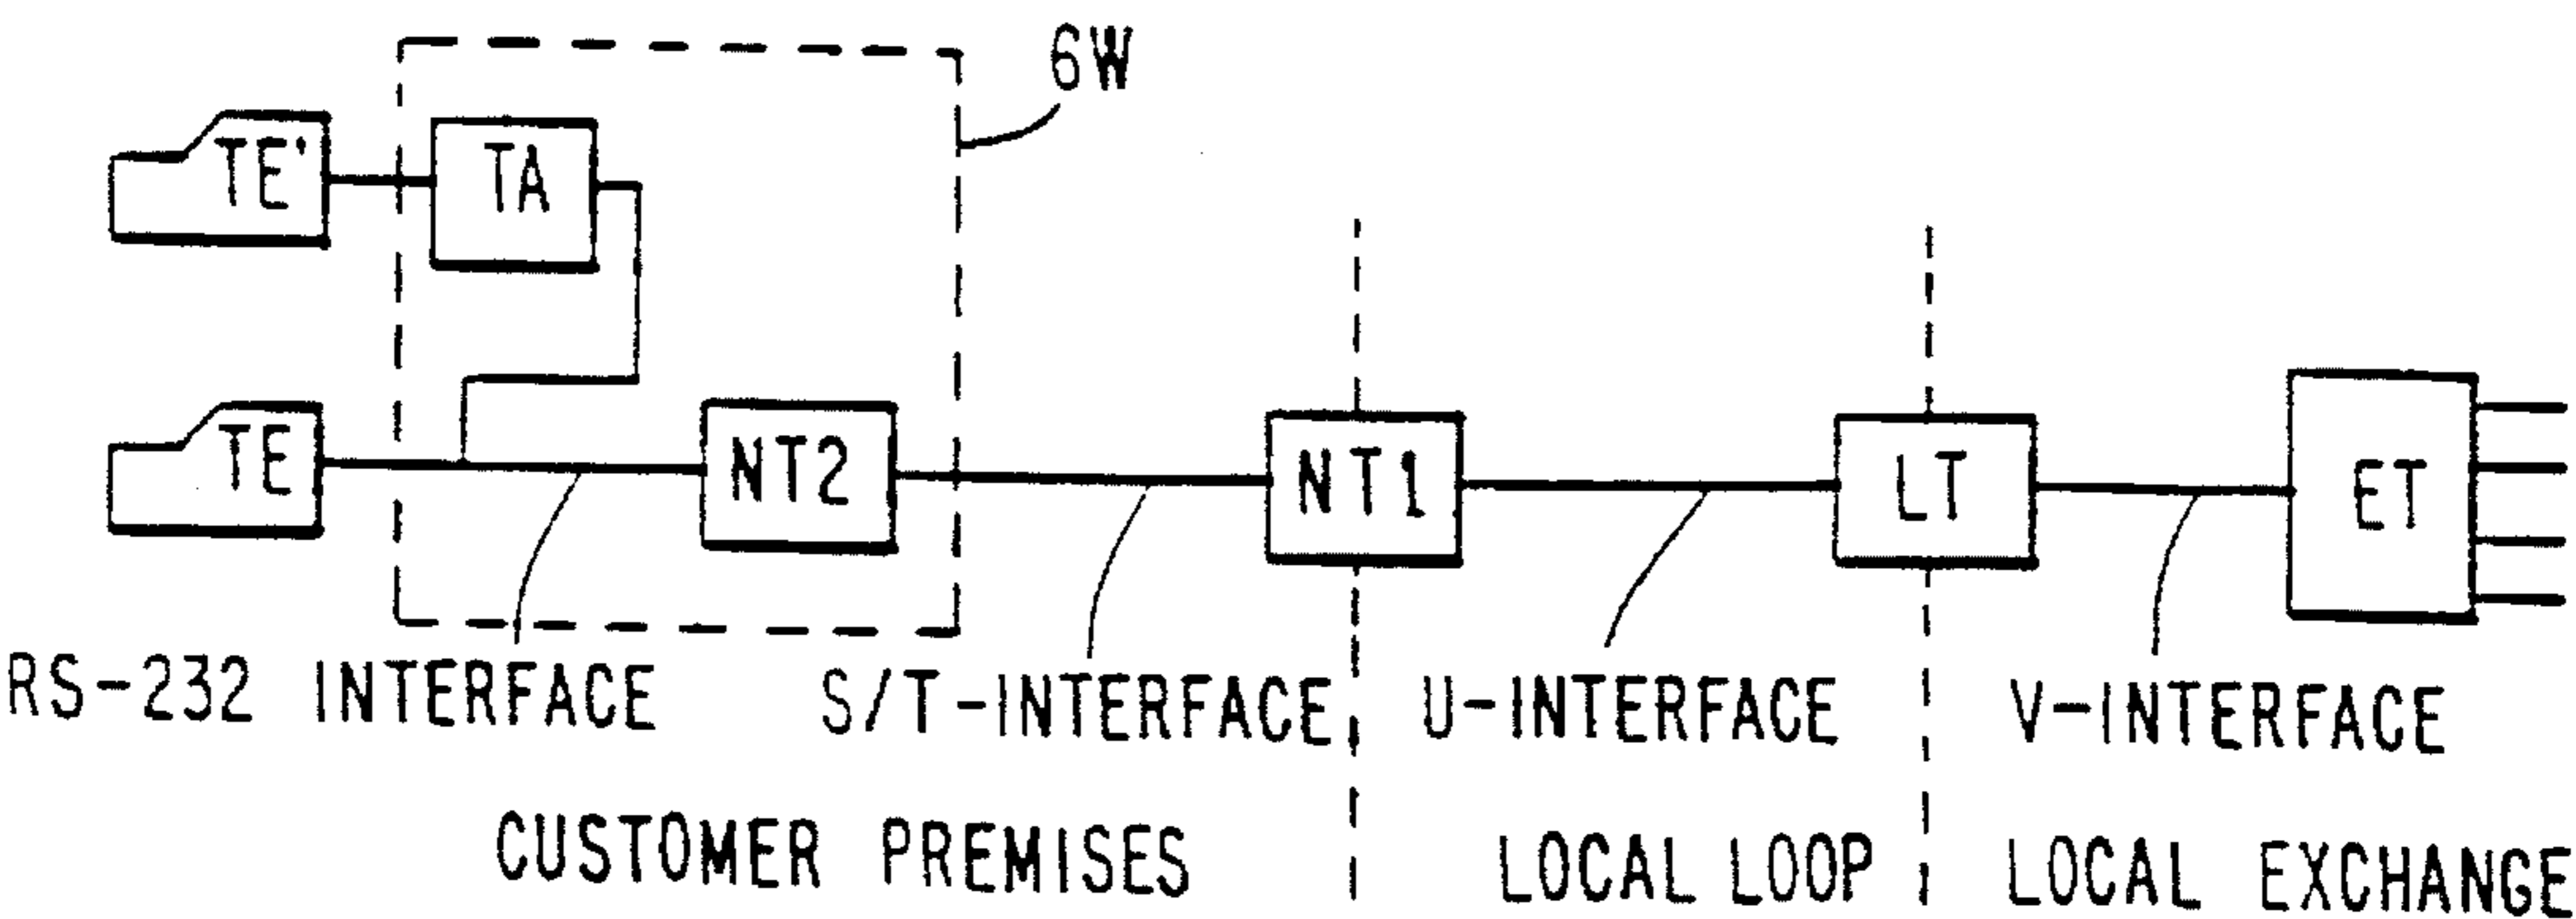 6W
TE'
TA
TE
NT2
NT1
LT
ET
RS-232 INTERFACE
S/T-INTERFACE
U-INTERFACE
V-INTERFACE
CUSTOMER PREMISES
LOCAL LOOP
LOCAL EXCHANGE